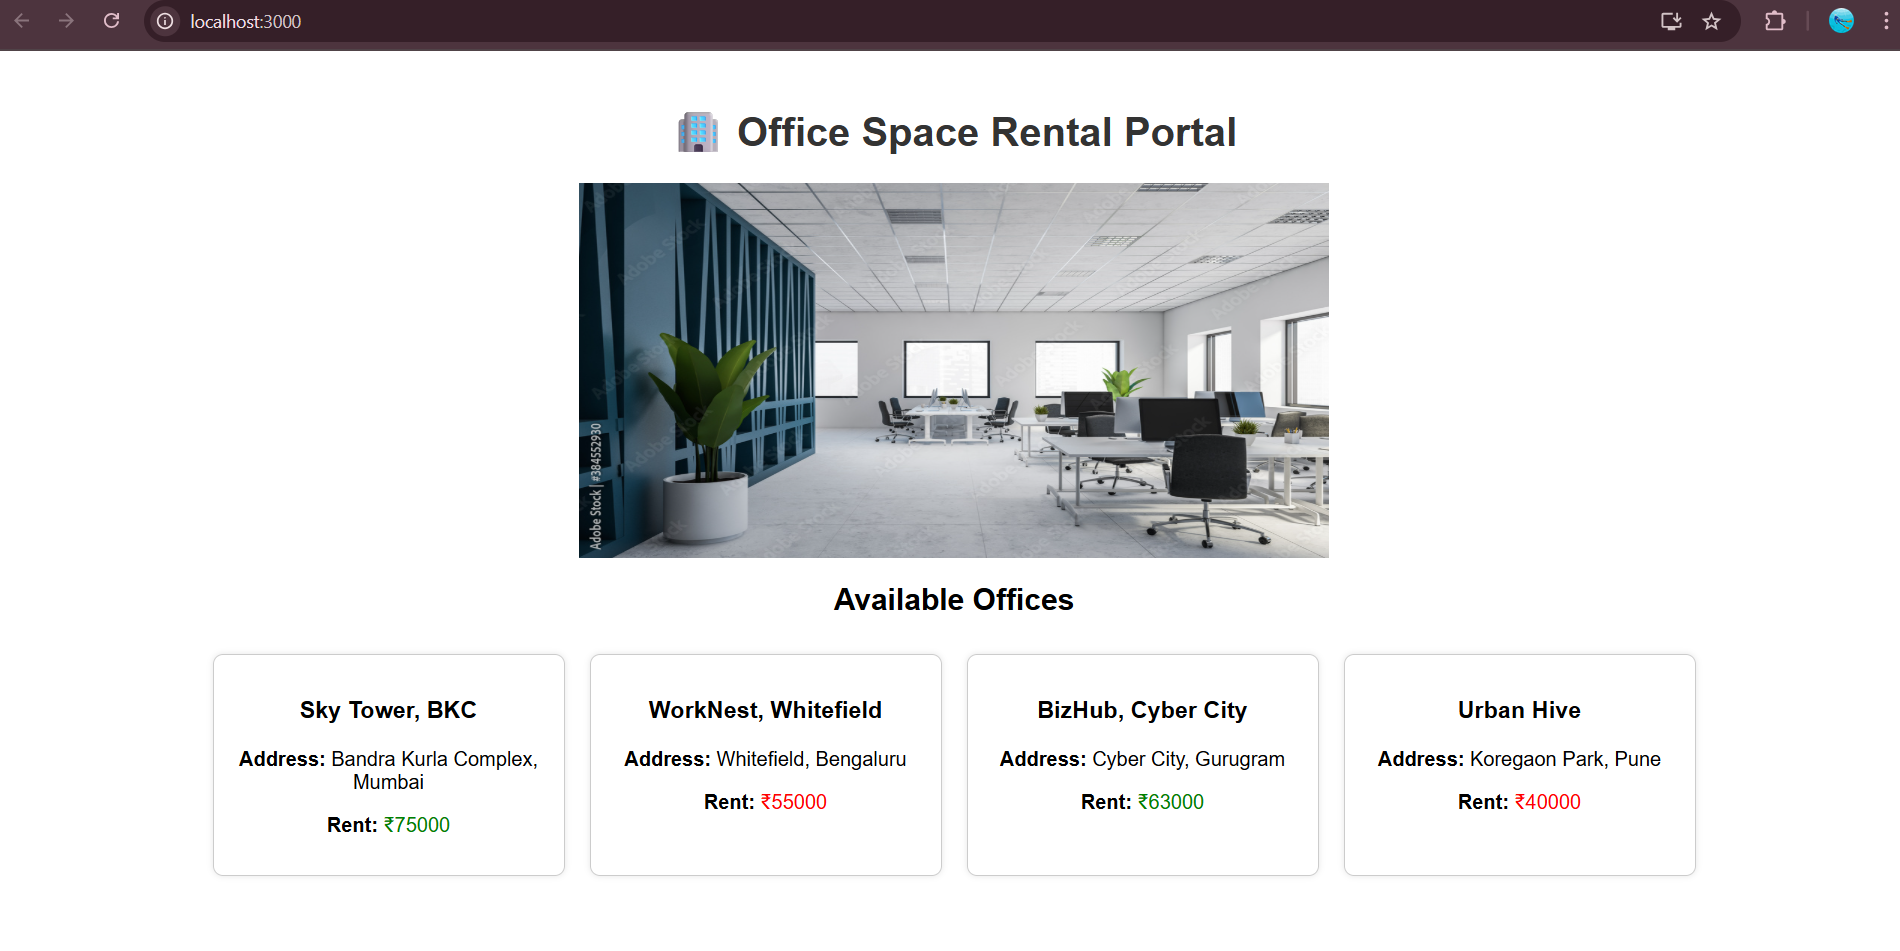 localhost:3000
🏢 Office Space Rental Portal
Adobe Stock | #384552930
Adobe Stock
Available Offices
Sky Tower, BKC
Address: Bandra Kurla Complex,
Mumbai
Rent: ₹75000
WorkNest, Whitefield
Address: Whitefield, Bengaluru
Rent: ₹55000
BizHub, Cyber City
Address: Cyber City, Gurugram
Rent: ₹63000
Urban Hive
Address: Koregaon Park, Pune
Rent: ₹40000